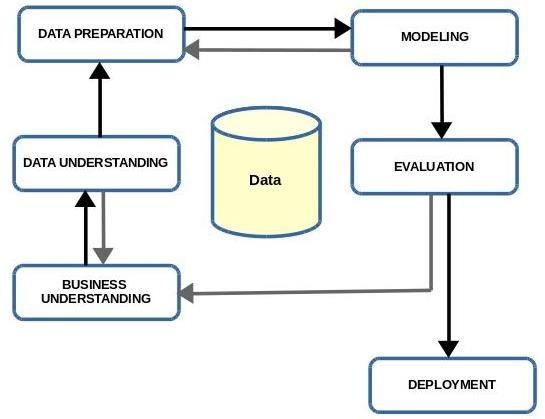 DATA PREPARATION
MODELING
DATA UNDERSTANDING
Data
EVALUATION
BUSINESS
UNDERSTANDING
DEPLOYMENT